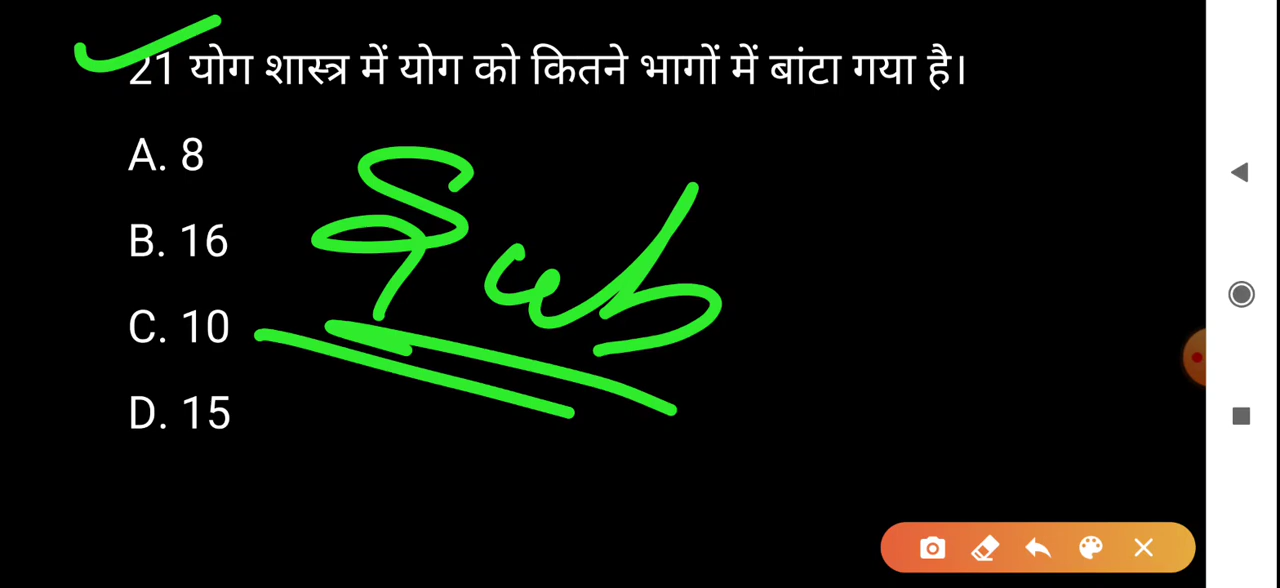 21 योग शास्त्र में योग को कितने भागों में बांटा गया है।
A. 8
B. 16
C. 10
D. 15